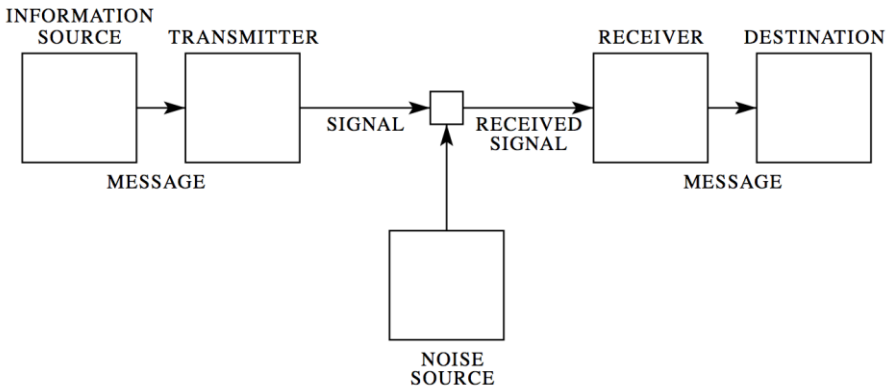 INFORMATION
SOURCE
TRANSMITTER
RECEIVER
DESTINATION
SIGNAL
RECEIVED
SIGNAL
MESSAGE
MESSAGE
NOISE
SOURCE